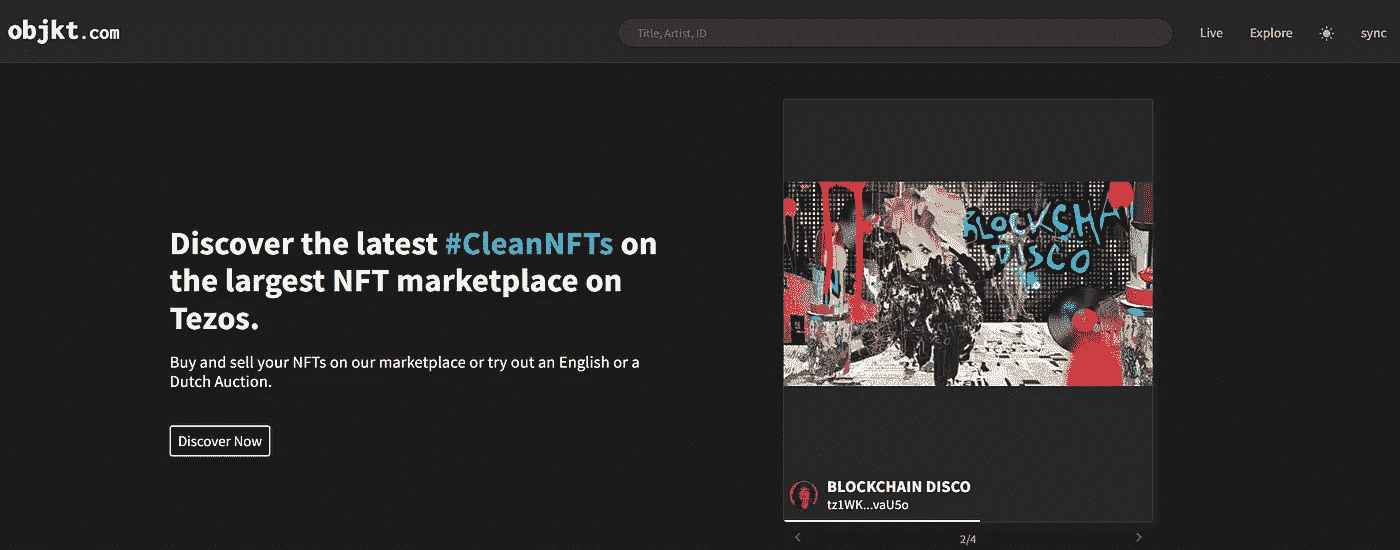 objkt.com
Title, Artist, ID
Live
Explore
sync
Discover the latest #CleanNFTs on
the largest NFT marketplace on
Tezos.
Buy and sell your NFTs on our marketplace or try out an English or a
Dutch Auction.
Discover Now
BLOCKCHA
DISCO
BLOCKCHAIN DISCO
tz1WK...vaU5o
2/4